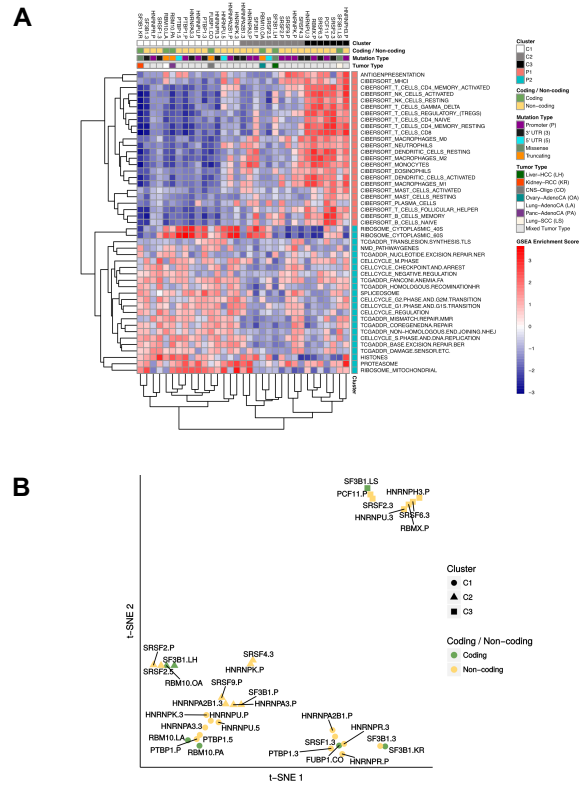 A
Cluster
Coding / Non-coding
Mutation Type
Tumor Type
ANTIGENPRESENTATION
CIBERSORT_MHCI
CIBERSORT_T_CELLS_CD4_MEMORY_ACTIVATED
CIBERSORT_NK_CELLS_ACTIVATED
CIBERSORT_NK_CELLS_RESTING
CIBERSORT_T_CELLS_GAMMA_DELTA
CIBERSORT_T_CELLS_REGULATORY_(TREGS)
CIBERSORT_T_CELLS_CD4_NAIVE
CIBERSORT_T_CELLS_CD4_MEMORY_RESTING
CIBERSORT_T_CELLS_CD8
CIBERSORT_MACROPHAGES_M0
CIBERSORT_NEUTROPHILS
CIBERSORT_DENDRITIC_CELLS_RESTING
CIBERSORT_MACROPHAGES_M2
CIBERSORT_MONOCYTES
CIBERSORT_EOSINOPHILS
CIBERSORT_DENDRITIC_CELLS_ACTIVATED
CIBERSORT_MACROPHAGES_M1
CIBERSORT_MAST_CELLS_ACTIVATED
CIBERSORT_MAST_CELLS_RESTING
CIBERSORT_PLASMA_CELLS
CIBERSORT_T_CELLS_FOLLICULAR_HELPER
CIBERSORT_B_CELLS_MEMORY
CIBERSORT_B_CELLS_NAIVE
RIBOSOME_CYTOPLASMIC_40S
RIBOSOME_CYTOPLASMIC_60S
TCGADDR_TRANSLESION.SYNTHESIS.TLS
NMD_PATHWAYGENES
TCGADDR_NUCLEOTIDE.EXCISION.REPAIR.NER
CELLCYCLE_M.PHASE
CELLCYCLE_CHECKPOINT.AND.ARREST
CELLCYCLE_NEGATIVE.REGULATION
TCGADDR_FANCONI.ANEMIA.FA
TCGADDR_HOMOLOGOUS.RECOMINATIONHR
SPLICEOSOME
CELLCYCLE_G2.PHASE.AND.G2M.TRANSITION
CELLCYCLE_G1.PHASE.AND.G1S.TRANSITION
CELLCYCLE_REGULATION
TCGADDR_MISMATCH.REPAIR.MMR
TCGADDR_COREGENEDNA.REPAIR
TCGADDR_NON-HOMOLOGOUS.END.JOINING.NHEJ
CELLCYCLE_S.PHASE.AND.DNA.REPLICATION
TCGADDR_BASE.EXCISION.REPAIR.BER
TCGADDR_DAMAGE.SENSOR.ETC.
HISTONES
PROTEASOME
RIBOSOME_MITOCHONDRIAL
Cluster
Cluster
C1
C2
C3
P1
P2
Coding / Non-coding
Coding
Non-coding
Mutation Type
Promoter (P)
3' UTR (3)
5' UTR (5)
Missense
Truncating
Tumor Type
Liver-HCC (LH)
Kidney-RCC (KR)
CNS-Oligo (CO)
Ovary-AdenoCA (OA)
Lung-AdenoCA (LA)
Panc-AdenoCA (PA)
Lung-SCC (LS)
Mixed Tumor Type
GSEA Enrichment Score
3
2
1
0
-1
-2
-3
B
t-SNE 2
SF3B1.LS
PCF11.P
HNRNPH3.P
SRSF2.3
HNRNPU.3
SRSF6.3
RBMX.P
Cluster
C1
C2
C3
Coding / Non-coding
Coding
Non-coding
SRSF2.P
SF3B1.LH
SRSF2.5
RBM10.OA
SRSF4.3
HNRNPK.P
SRSF9.P
SF3B1.P
HNRNPA2B1.3
HNRNPA3.P
HNRNPK.3
HNRNPU.P
HNRNPA3.3
HNRNPU.5
RBM10.LA
PTBP1.5
PTBP1.P
RBM10.PA
HNRNPA2B1.P
HNRNPR.3
SRSF1.3
SF3B1.3
PTBP1.3
SF3B1.KR
FUBP1.CO
HNRNPR.P
t-SNE 1